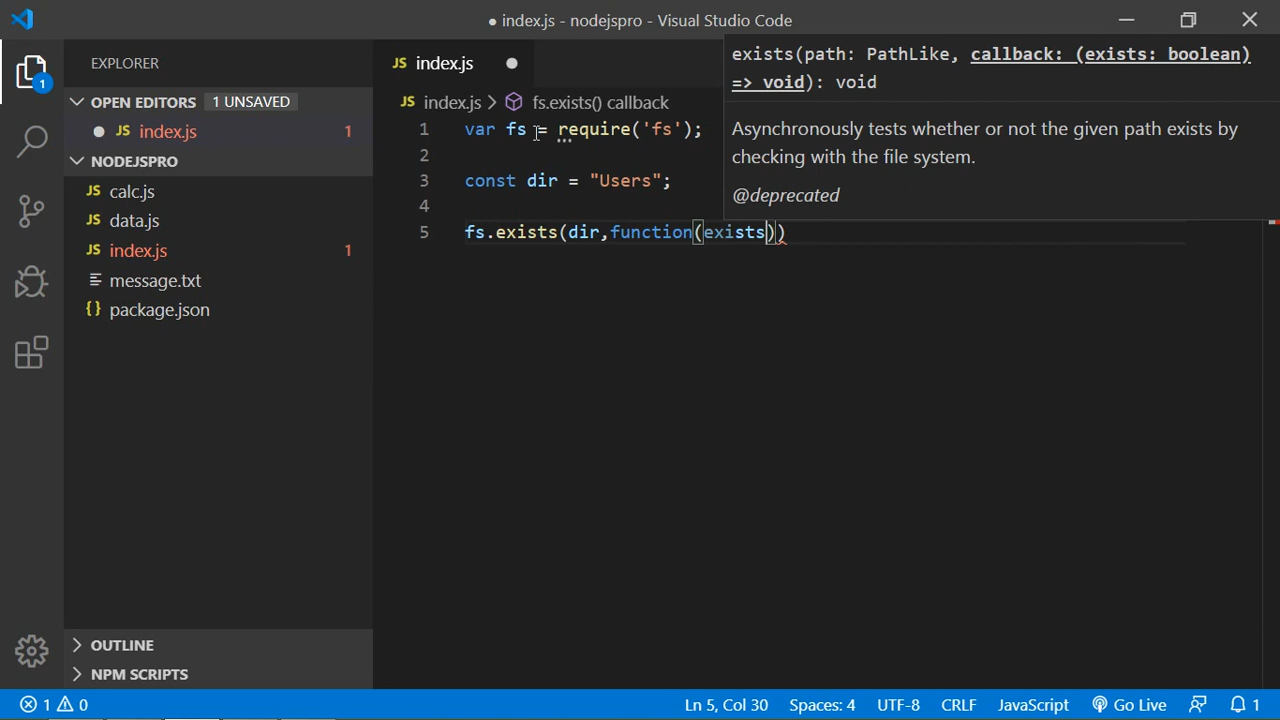 ● index.js - nodejspro - Visual Studio Code
EXPLORER
OPEN EDITORS 1 UNSAVED
● JS index.js 1
NODEJSPRO
JS calc.js
JS data.js
JS index.js 1
message.txt
{} package.json
OUTLINE
NPM SCRIPTS
1
JS index.js ●
JS index.js > fs.exists() callback
1 var fs = require('fs');
2
3 const dir = "Users";
4
5 fs.exists(dir,function(exists))
exists(path: PathLike, callback: (exists: boolean)
=> void): void
Asynchronously tests whether or not the given path exists by
checking with the file system.
@deprecated
1 0 Ln 5, Col 30 Spaces: 4 UTF-8 CRLF JavaScript Go Live 1